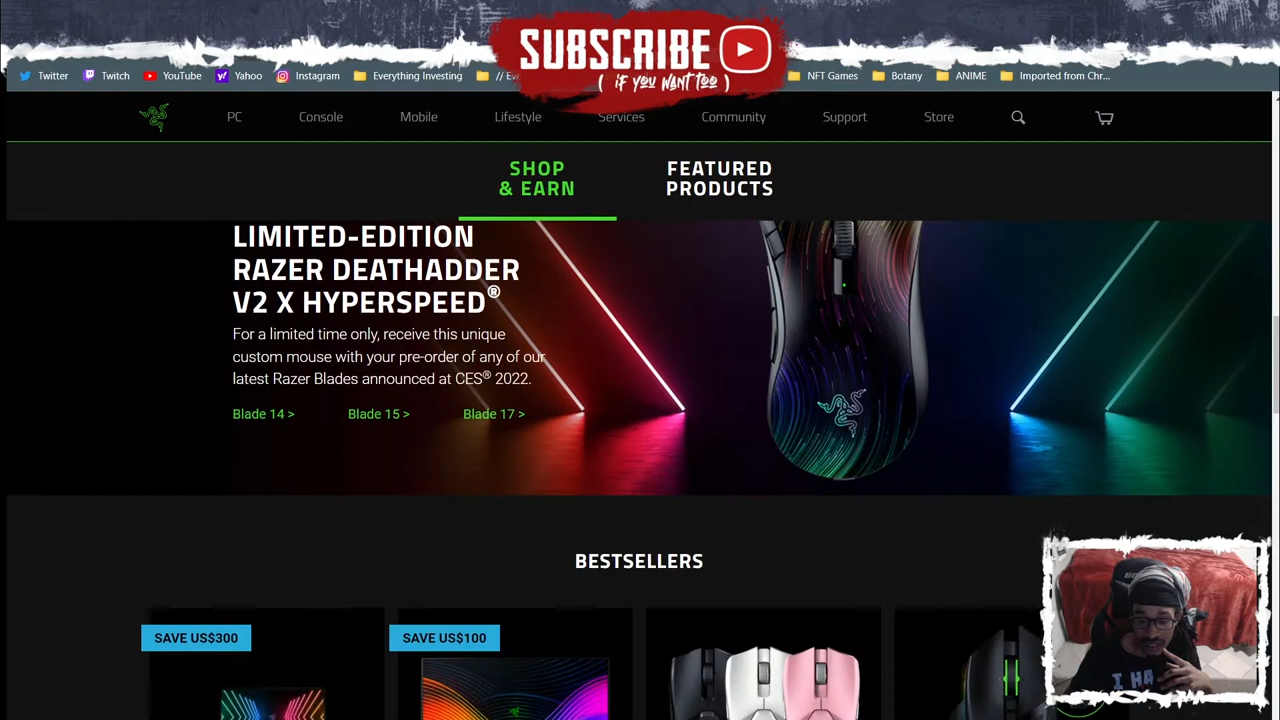 SUBSCRIBE
( if you want too )
Twitter
Twitch
YouTube
Yahoo
Instagram
Everything Investing
NFT Games
Botany
ANIME
Imported from Chr...
PC
Console
Mobile
Lifestyle
Services
Community
Support
Store
SHOP
& EARN
FEATURED
PRODUCTS
LIMITED-EDITION
RAZER DEATHADDER
V2 X HYPERSPEED®
For a limited time only, receive this unique
custom mouse with your pre-order of any of our
latest Razer Blades announced at CES® 2022.
Blade 14 >
Blade 15 >
Blade 17 >
BESTSELLERS
SAVE US$300
SAVE US$100
I HA